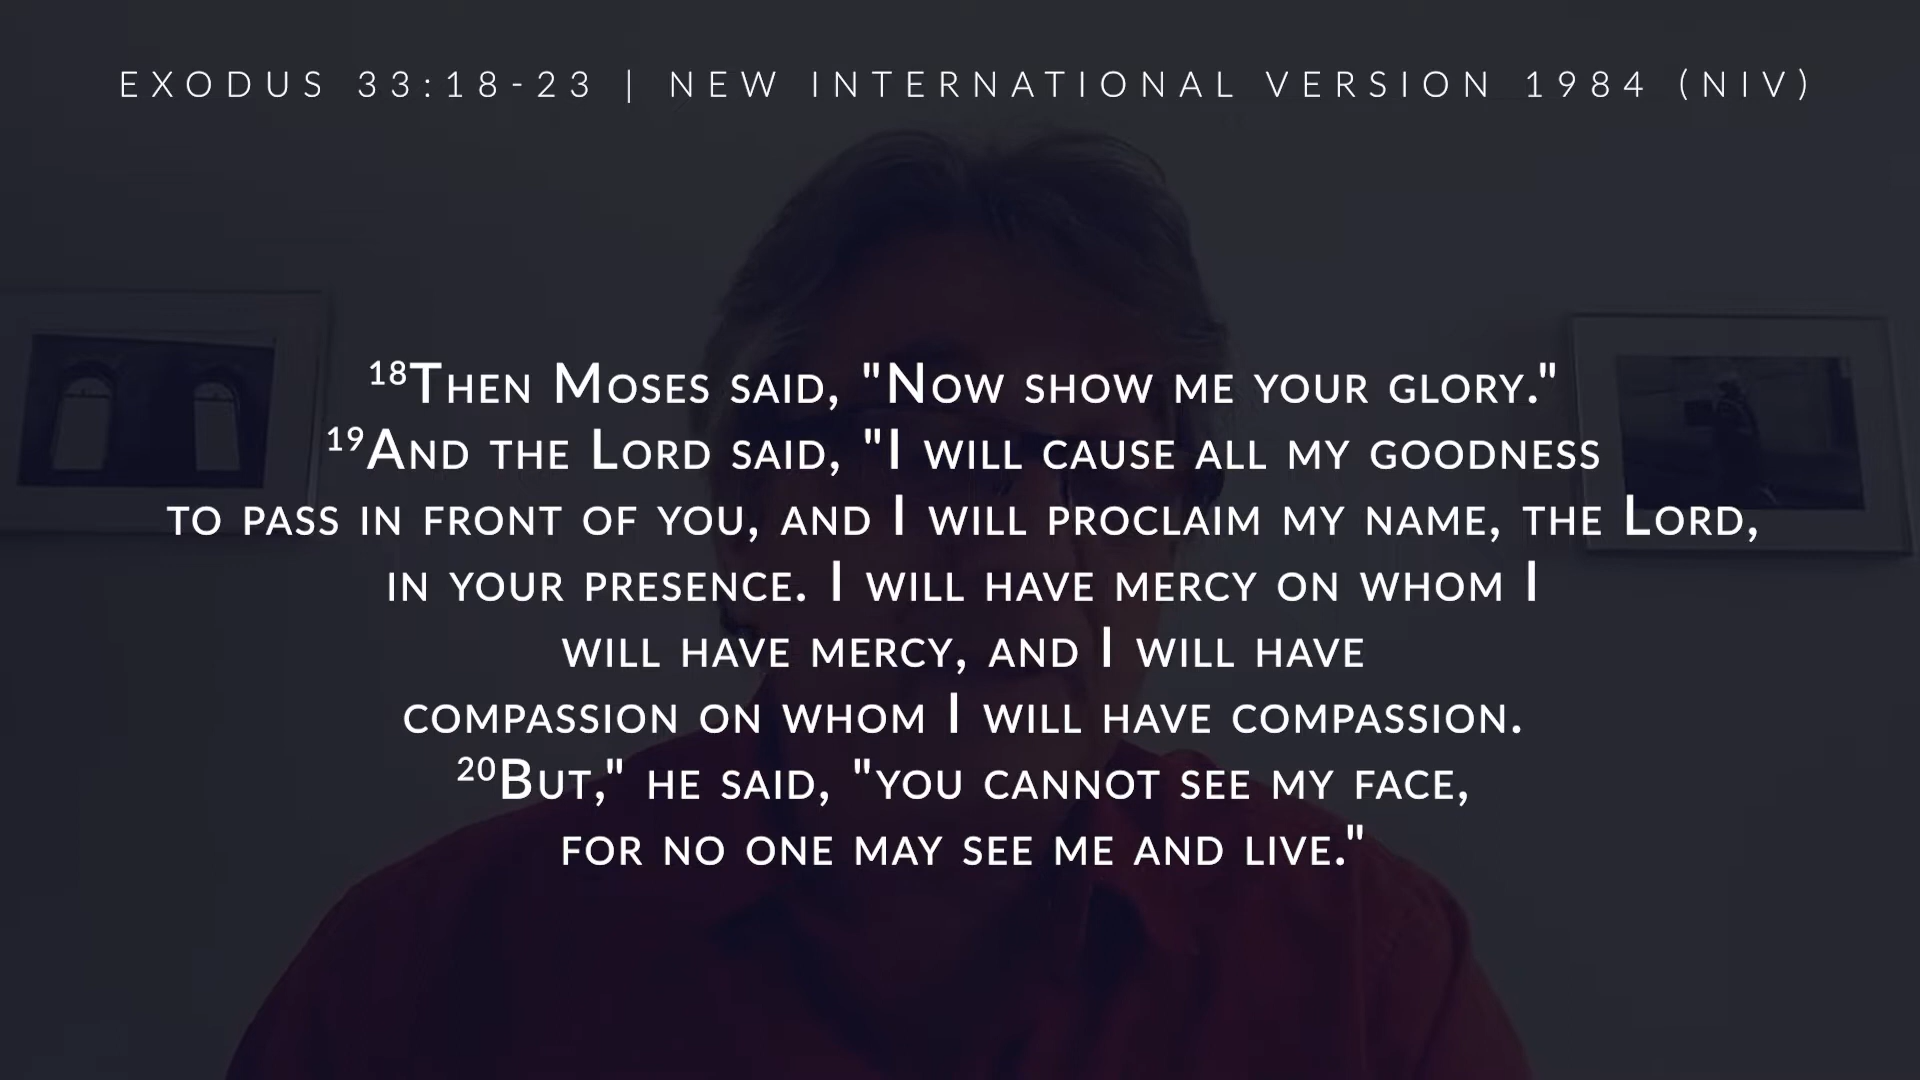 EXODUS 33:18-23 | NEW INTERNATIONAL VERSION 1984 (NIV)
18Then Moses said, "Now show me your glory."
19And the Lord said, "I will cause all my goodness
to pass in front of you, and I will proclaim my name, the Lord,
in your presence. I will have mercy on whom I
will have mercy, and I will have
compassion on whom I will have compassion.
20But," he said, "you cannot see my face,
for no one may see me and live."